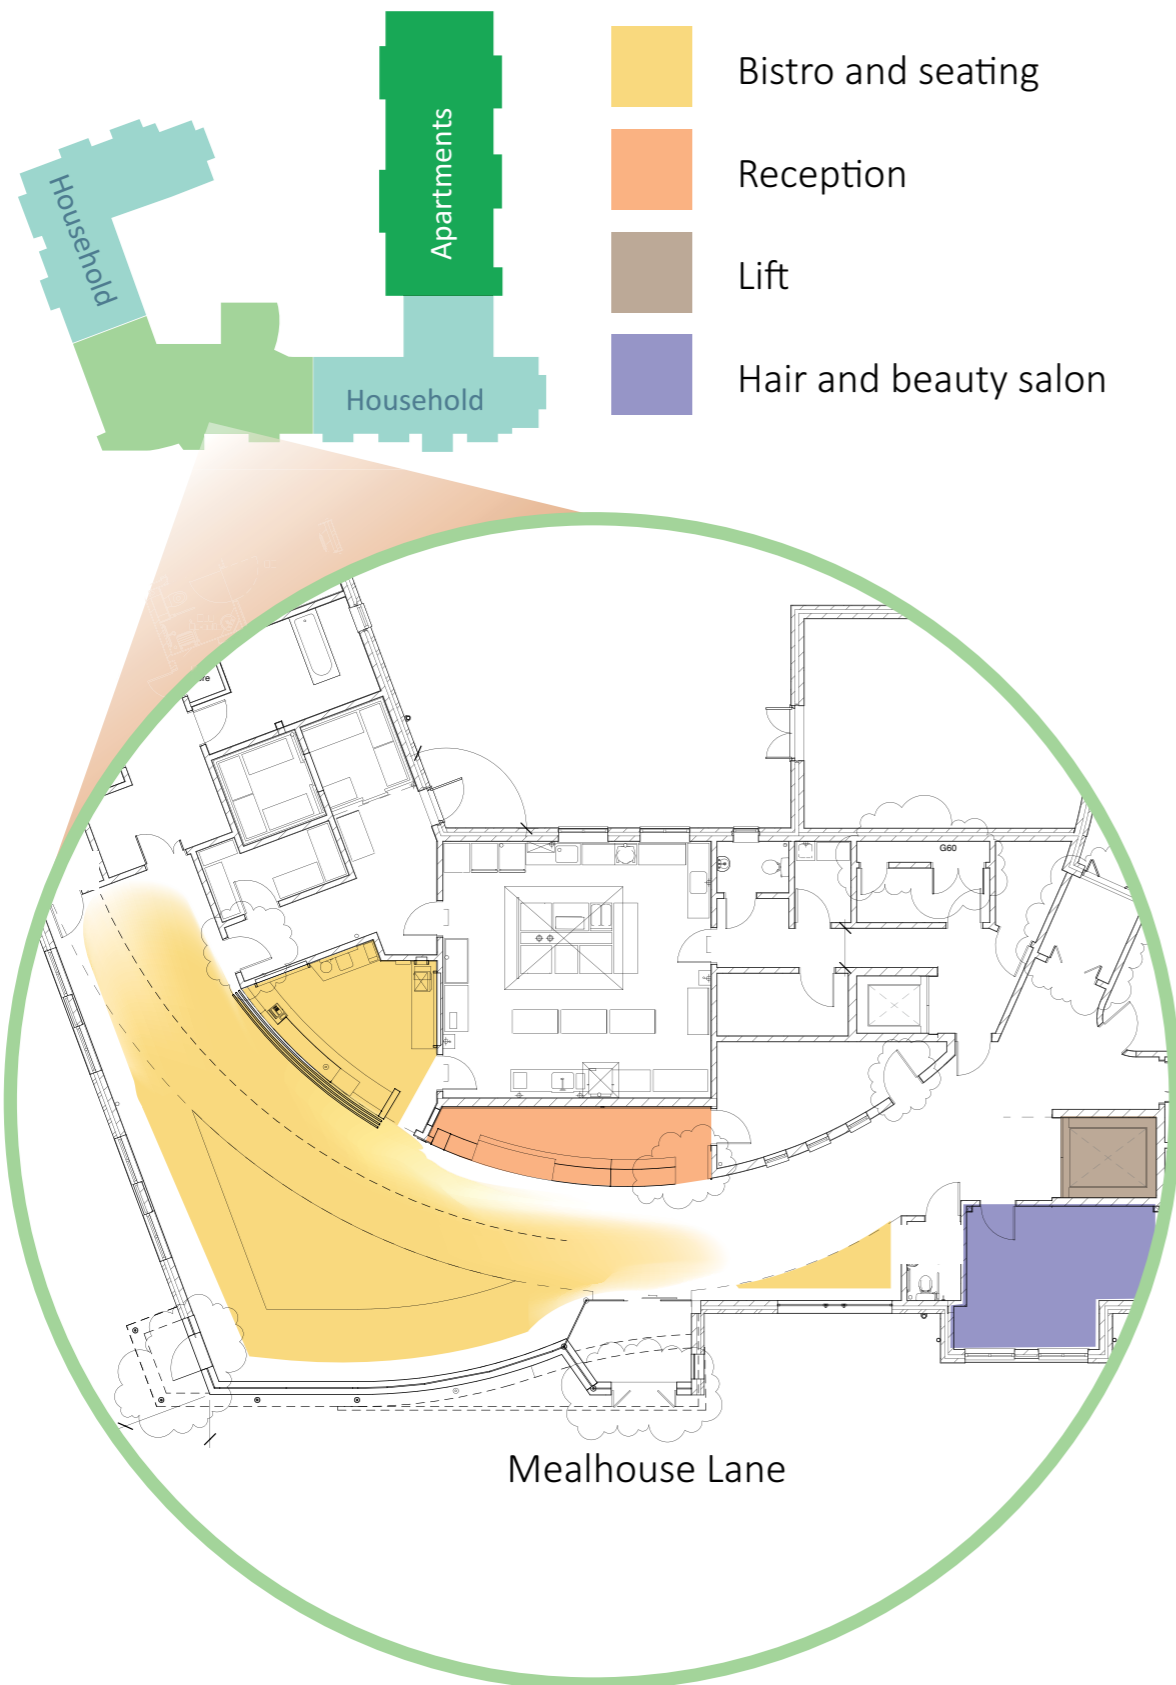 Bistro and seating
Reception
Lift
Hair and beauty salon
Apartments
Household
Household
G60
Mealhouse Lane